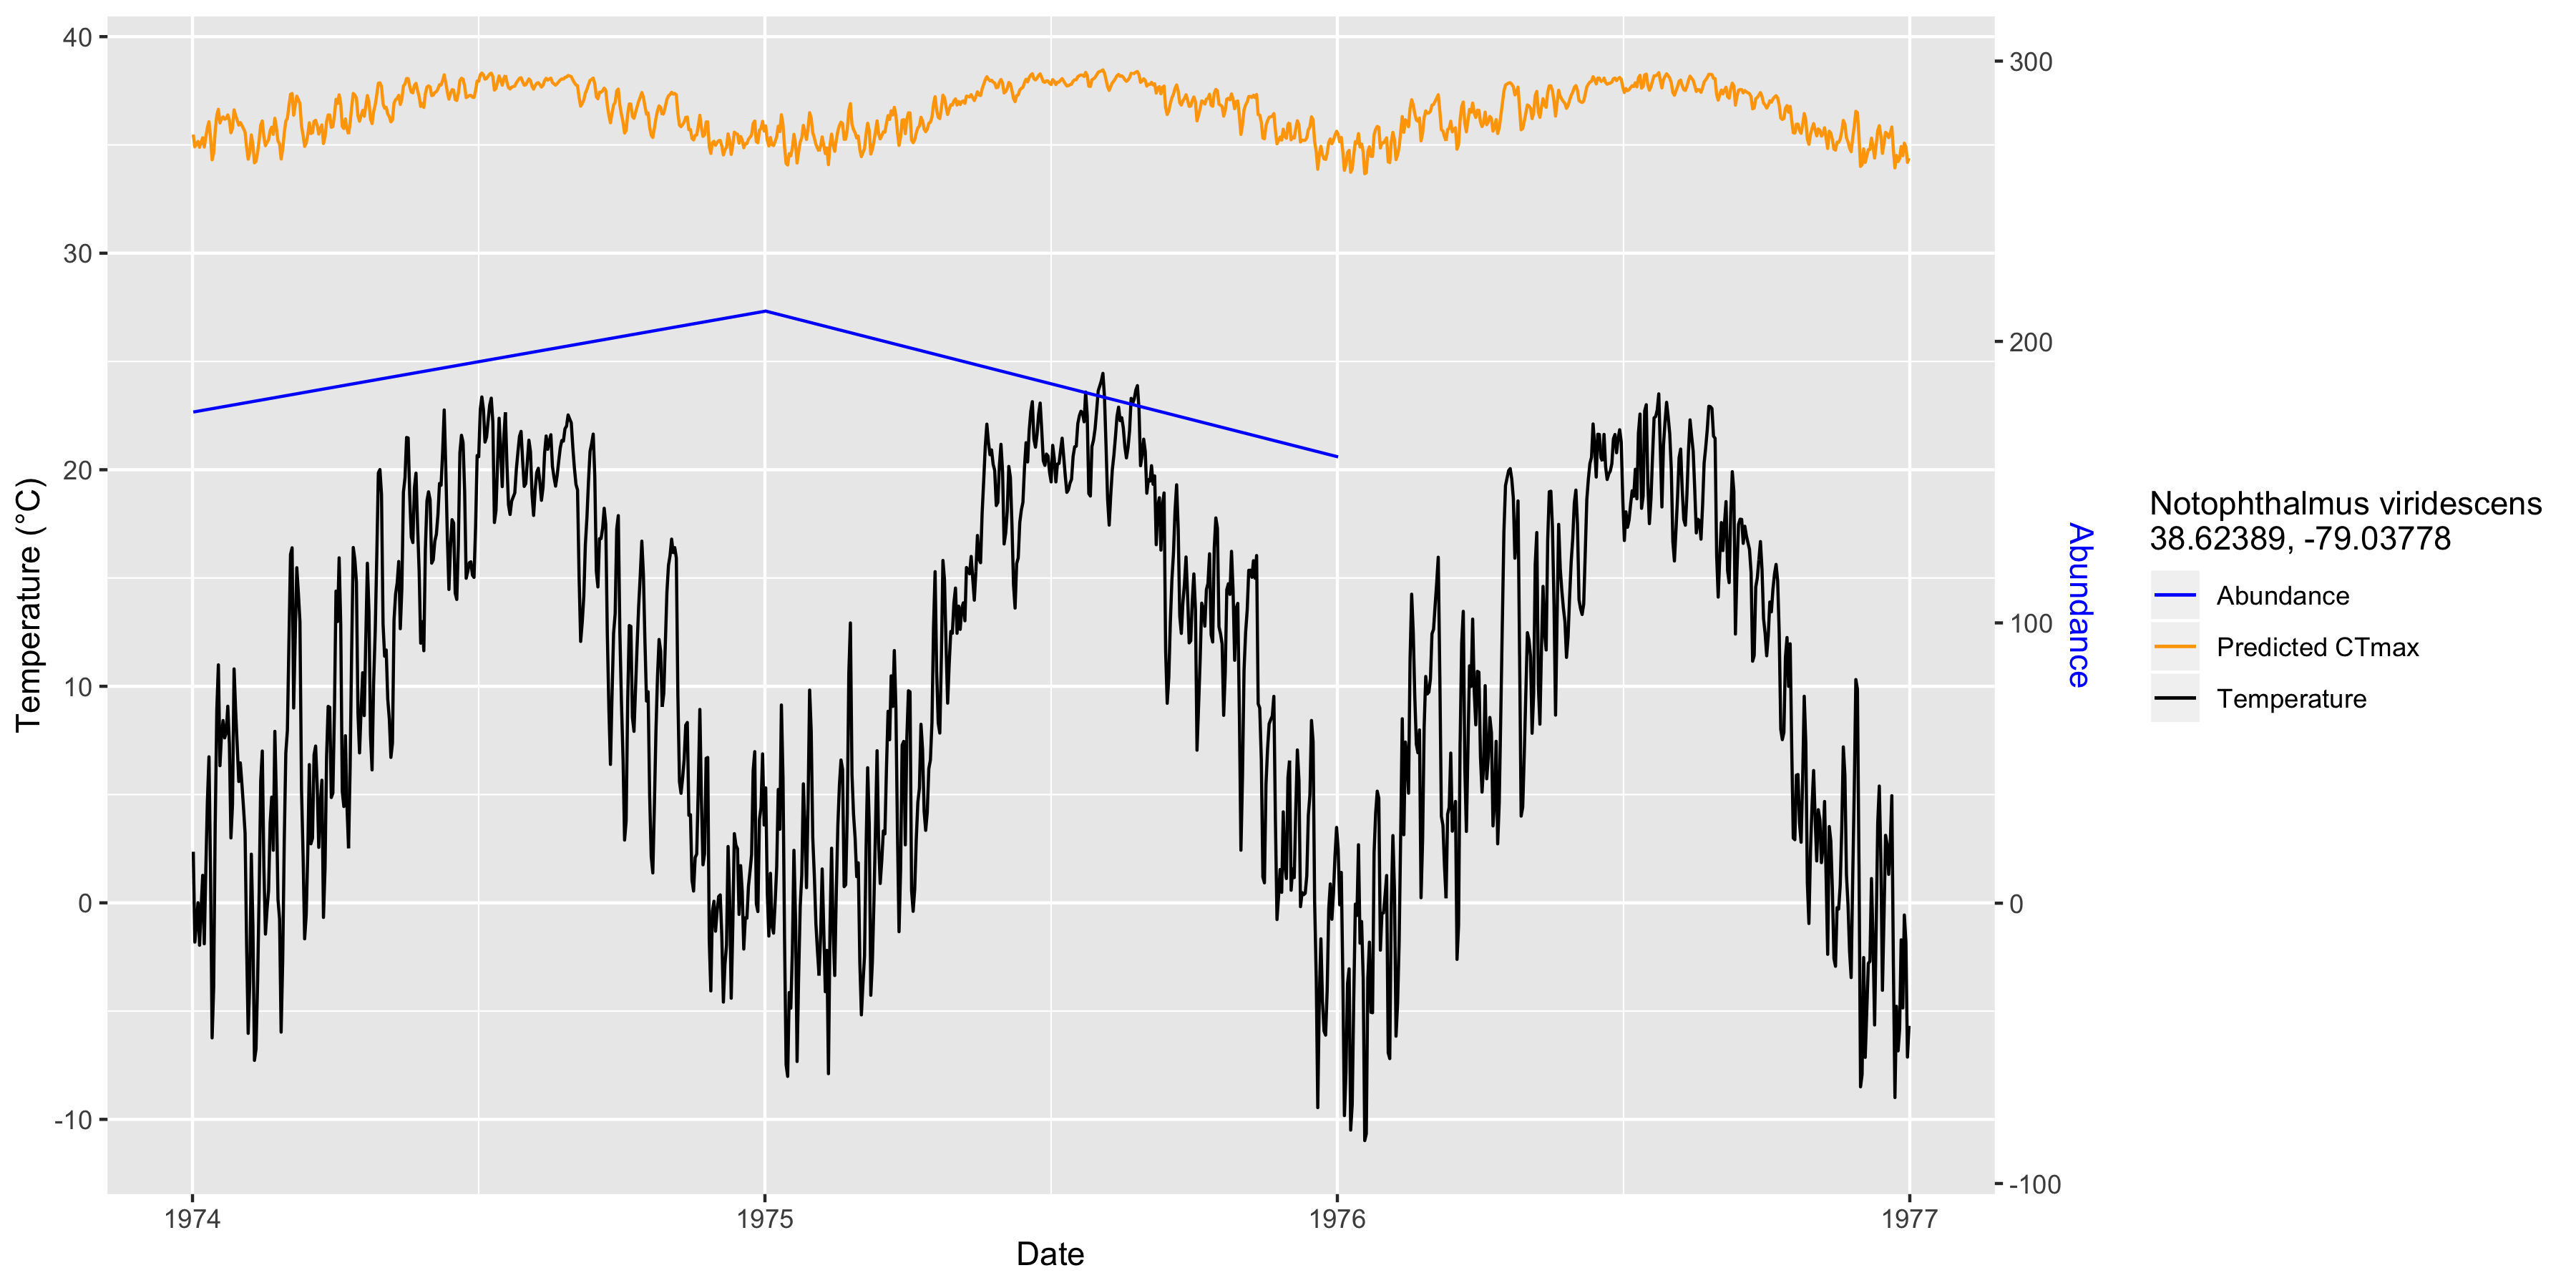 40
30
20
10
0
-10
Temperature (°C)
1974
1975
1976
1977
Date
300
200
100
0
-100
Abundance
Notophthalmus viridescens
38.62389, -79.03778
Abundance
Predicted CTmax
Temperature